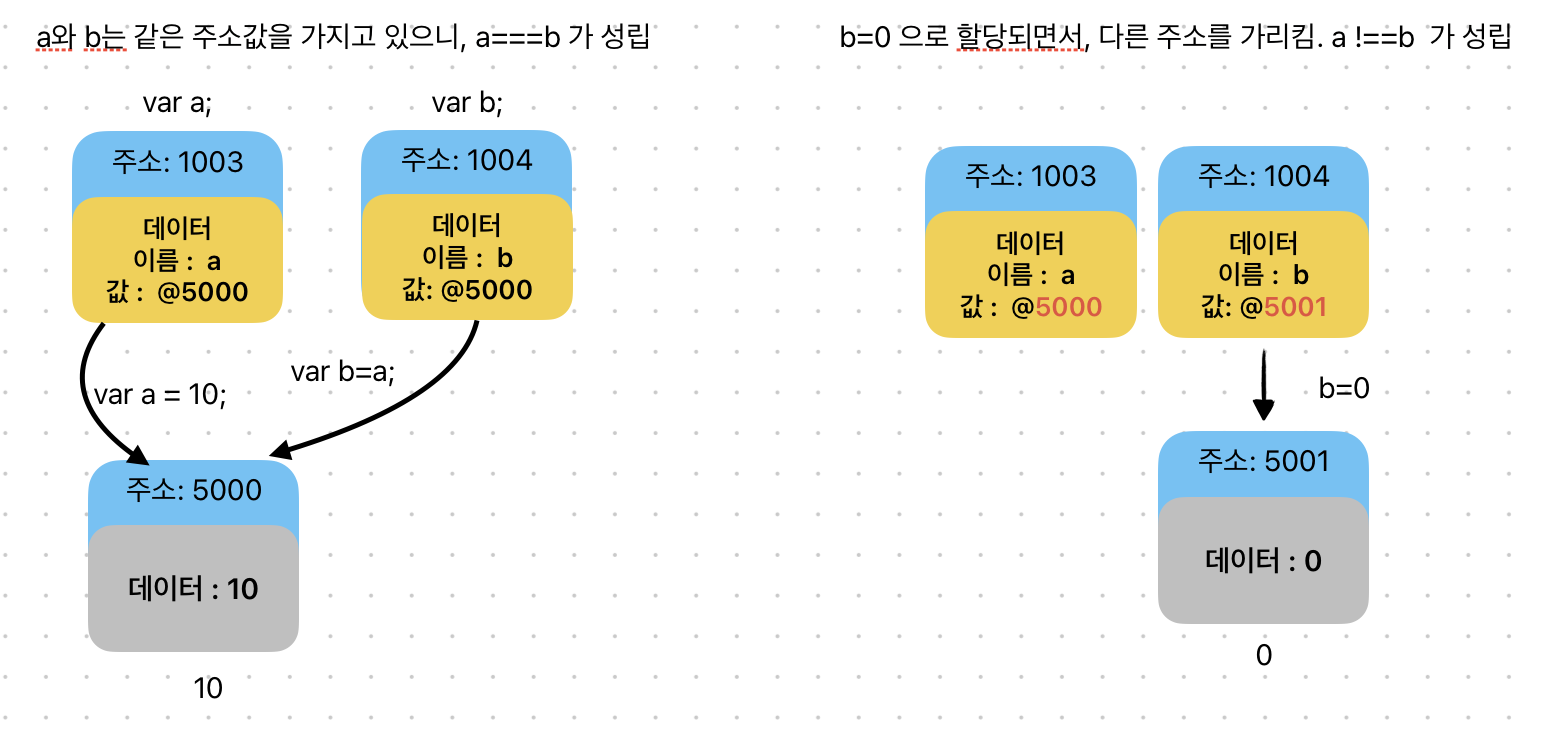 a와 b는 같은 주소값을 가지고 있으니, a===b 가 성립
var a;
var b;
주소: 1003
데이터
이름 : a
값 : @5000
주소: 1004
데이터
이름 : b
값: @5000
var a = 10;
var b=a;
주소: 5000
데이터 : 10
10
b=0 으로 할당되면서, 다른 주소를 가리킴. a !==b 가 성립
주소: 1003
데이터
이름 : a
값 : @5000
주소: 1004
데이터
이름 : b
값: @5001
b=0
주소: 5001
데이터 : 0
0